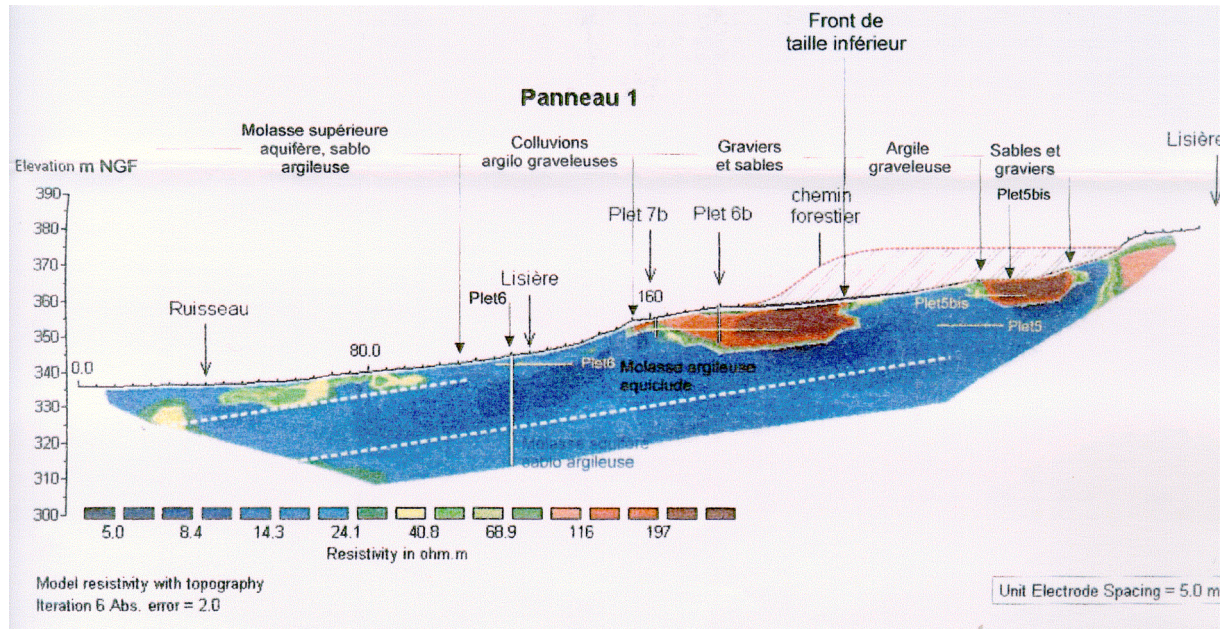 Front de
taille inférieur
Panneau 1
Molasse supérieure
aquifère, sablo
argileuse
Colluvions
argilo graveleuses
Graviers
et sables
Argile
graveleuse
Sables et
graviers
Plet5bis
Lisière
Elevation m NGF
390
380
370
360
350
340
330
320
310
300
Ruisseau
Plet6
Lisière
Plet 7b
Plet 6b
chemin
forestier
0.0
80.0
160
Plet5bis
Plet5
Plet6
Molasse argileuse
aquiclude
Molasse aquifère
sablo argileuse
5.0 8.4 14.3 24.1 40.8 68.9 116 197
Resistivity in ohm.m
Model resistivity with topography
Iteration 6 Abs. error = 2.0
Unit Electrode Spacing = 5.0 m